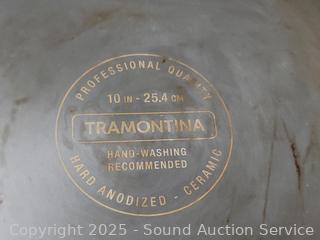 PROFESSIONAL QUALITY
10 IN - 25.4 CM
TRAMONTINA
HAND-WASHING
RECOMMENDED
HARD ANODIZED - CERAMIC
Copyright 2025 - Sound Auction Service